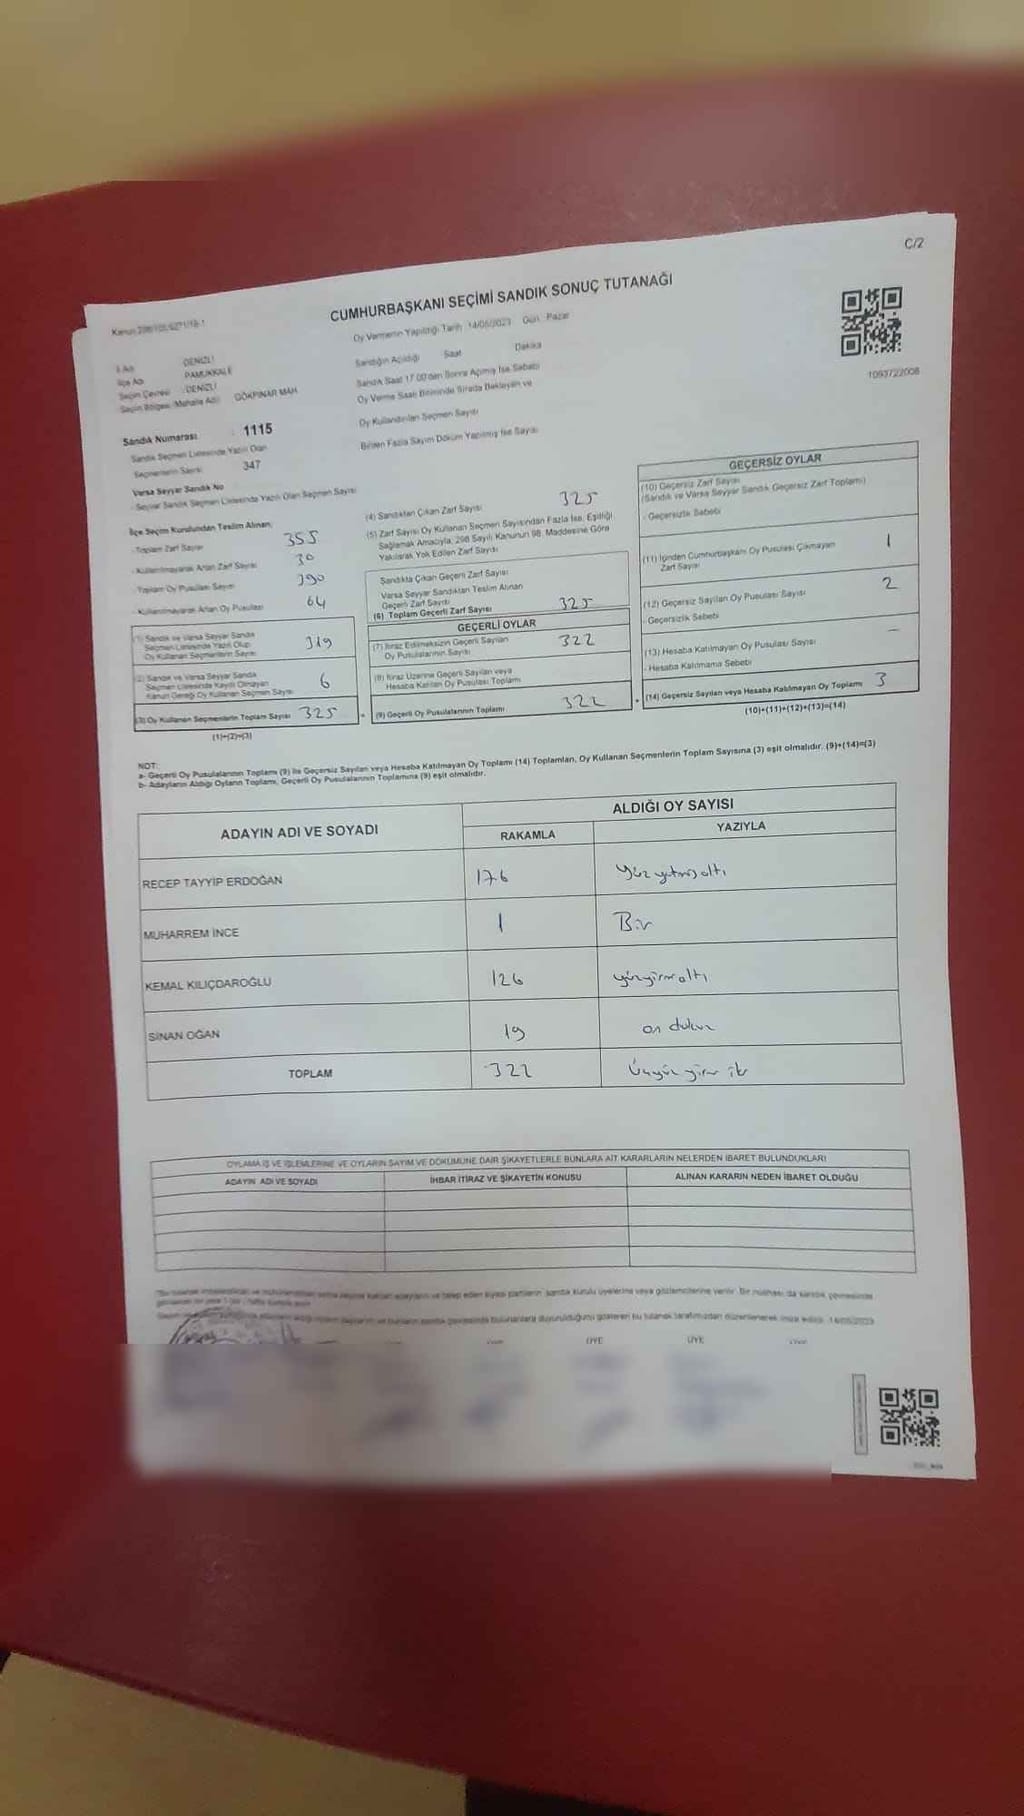 C/2
CUMHURBAŞKANI SEÇİMİ SANDIK SONUÇ TUTANAĞI
Oy Vermenin Yapıldığı Tarih 14/05/2023 Gün Pazar
1093722008
İl Adı DENİZLİ
İlçe Adı PAMUKKALE
Seçim Çevresi DENİZLİ
Seçim Bölgesi (Mahalle Adı) GÖKPINAR MAH
Sandığın Açıldığı Saat Dakika
Sandık Saat 17.00'den Sonra Açılmış İse Sebebi
Oy Verme Saati Bitiminde Sırada Bekleyen ve
Oy Kullandırılan Seçmen Sayısı
Birden Fazla Sayım Döküm Yapılmış İse Sayısı
Sandık Numarası : 1115
Sandık Seçmen Listesinde Yazılı Olan
Seçmenlerin Sayısı 347
Varsa Seyyar Sandık No
- Seyyar Sandık Seçmen Listesinde Yazılı Olan Seçmen Sayısı
İlçe Seçim Kurulundan Teslim Alınan;
- Toplam Zarf Sayısı 355
- Kullanılmayarak Artan Zarf Sayısı 30
- Toplam Oy Pusulası Sayısı 390
- Kullanılmayarak Artan Oy Pusulası 64
(1) Sandık ve Varsa Seyyar Sandık
Seçmen Listesinde Yazılı Olup
Oy Kullanan Seçmenlerin Sayısı 319
(2) Sandık ve Varsa Seyyar Sandık
Seçmen Listesinde Kayıtlı Olmayan
Kanun Gereği Oy Kullanan Seçmen Sayısı 6
(3) Oy Kullanan Seçmenlerin Toplam Sayısı 325
(1)+(2)=(3)
(4) Sandıktan Çıkan Zarf Sayısı 325
(5) Zarf Sayısı Oy Kullanan Seçmen Sayısından Fazla İse, Eşitliği
Sağlamak Amacıyla, 298 Sayılı Kanunun 98. Maddesine Göre
Yakılarak Yok Edilen Zarf Sayısı
Sandıkta Çıkan Geçerli Zarf Sayısı
Varsa Seyyar Sandıktan Teslim Alınan
Geçerli Zarf Sayısı
(6) Toplam Geçerli Zarf Sayısı 325
GEÇERLİ OYLAR
(7) İtiraz Edilmeksizin Geçerli Sayılan
Oy Pusulalarının Sayısı 322
(8) İtiraz Üzerine Geçerli Sayılan veya
Hesaba Katılan Oy Pusulası Toplamı
(9) Geçerli Oy Pusulalarının Toplamı 322
GEÇERSİZ OYLAR
(10) Geçersiz Zarf Sayısı
(Sandık ve Varsa Seyyar Sandık Geçersiz Zarf Toplamı)
- Geçersizlik Sebebi
(11) İçinden Cumhurbaşkanı Oy Pusulası Çıkmayan
Zarf Sayısı 1
(12) Geçersiz Sayılan Oy Pusulası Sayısı 2
- Geçersizlik Sebebi
(13) Hesaba Katılmayan Oy Pusulası Sayısı —
- Hesaba Katılmama Sebebi
(14) Geçersiz Sayılan veya Hesaba Katılmayan Oy Toplamı 3
(10)+(11)+(12)+(13)=(14)
NOT:
a- Geçerli Oy Pusulalarının Toplamı (9) ile Geçersiz Sayılan veya Hesaba Katılmayan Oy Toplamı (14) Toplamları, Oy Kullanan Seçmenlerin Toplam Sayısına (3) eşit olmalıdır. (9)+(14)=(3)
b- Adayların Aldığı Oyların Toplamı, Geçerli Oy Pusulalarının Toplamına (9) eşit olmalıdır.
ADAYIN ADI VE SOYADI
ALDIĞI OY SAYISI
RAKAMLA YAZIYLA
RECEP TAYYİP ERDOĞAN 176 Yüz yetmiş altı
MUHARREM İNCE 1 Bir
KEMAL KILIÇDAROĞLU 126 yüzyirmialtı
SİNAN OĞAN 19 on dokuz
TOPLAM 322 Üçyüz yirmi iki
OYLAMA İŞ VE İŞLEMLERİNE VE OYLARIN SAYIM VE DÖKÜMÜNE DAİR ŞİKAYETLERLE BUNLARA AİT KARARLARIN NELERDEN İBARET BULUNDUKLARI
ADAYIN ADI VE SOYADI İHBAR İTİRAZ VE ŞİKAYETİN KONUSU ALINAN KARARIN NEDEN İBARET OLDUĞU
ÜYE ÜYE